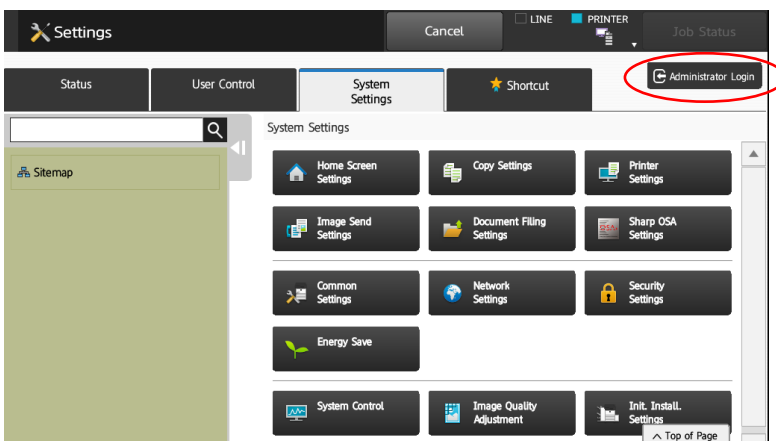 Settings
Cancel
LINE
PRINTER
Job Status
Status
User Control
System
Settings
Shortcut
Administrator Login
System Settings
Sitemap
Home Screen
Settings
Copy Settings
Printer
Settings
Image Send
Settings
Document Filing
Settings
Sharp OSA
Settings
Common
Settings
Network
Settings
Security
Settings
Energy Save
System Control
Image Quality
Adjustment
Init. Install.
Settings
Top of Page